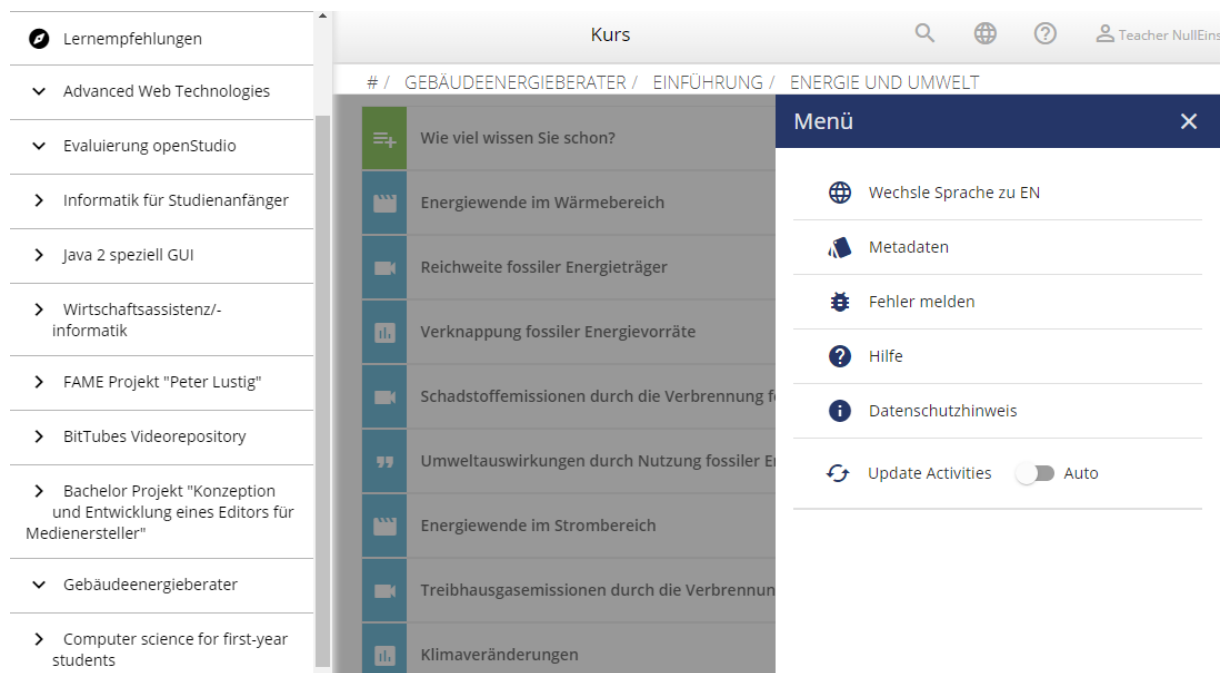 Lernempfehlungen
Advanced Web Technologies
Evaluierung openStudio
Informatik für Studienanfänger
Java 2 speziell GUI
Wirtschaftsassistenz/-
informatik
FAME Projekt "Peter Lustig"
BitTubes Videorepository
Bachelor Projekt "Konzeption
und Entwicklung eines Editors für
Medienersteller"
Gebäudeenergieberater
Computer science for first-year
students
Kurs
Teacher NullEins
# / GEBÄUDEENERGIEBERATER / EINFÜHRUNG / ENERGIE UND UMWELT
Wie viel wissen Sie schon?
Energiewende im Wärmebereich
Reichweite fossiler Energieträger
Verknappung fossiler Energievorräte
Schadstoffemissionen durch die Verbrennung
Umweltauswirkungen durch Nutzung fossiler
Energiewende im Strombereich
Treibhausgasemissionen durch die Verbrennun
Klimaveränderungen
Menü
Wechsle Sprache zu EN
Metadaten
Fehler melden
Hilfe
Datenschutzhinweis
Update Activities Auto